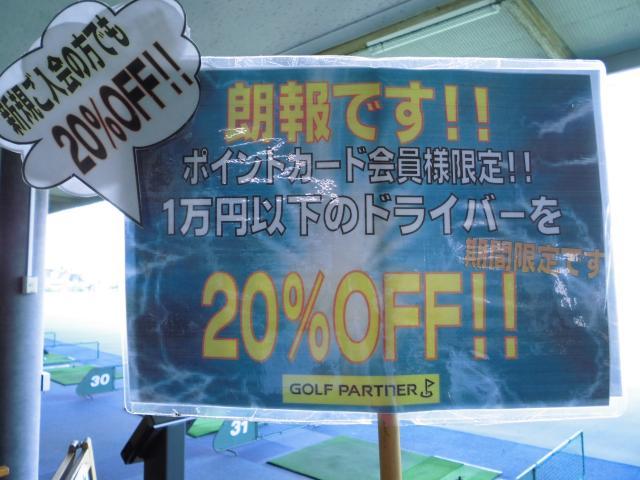 新規ご入会の方でも
20%OFF!!
朗報です!!
ポイントカード会員様限定!!
1万円以下のドライバーを
期間限定です
20%OFF!!
GOLF PARTNER
30
31